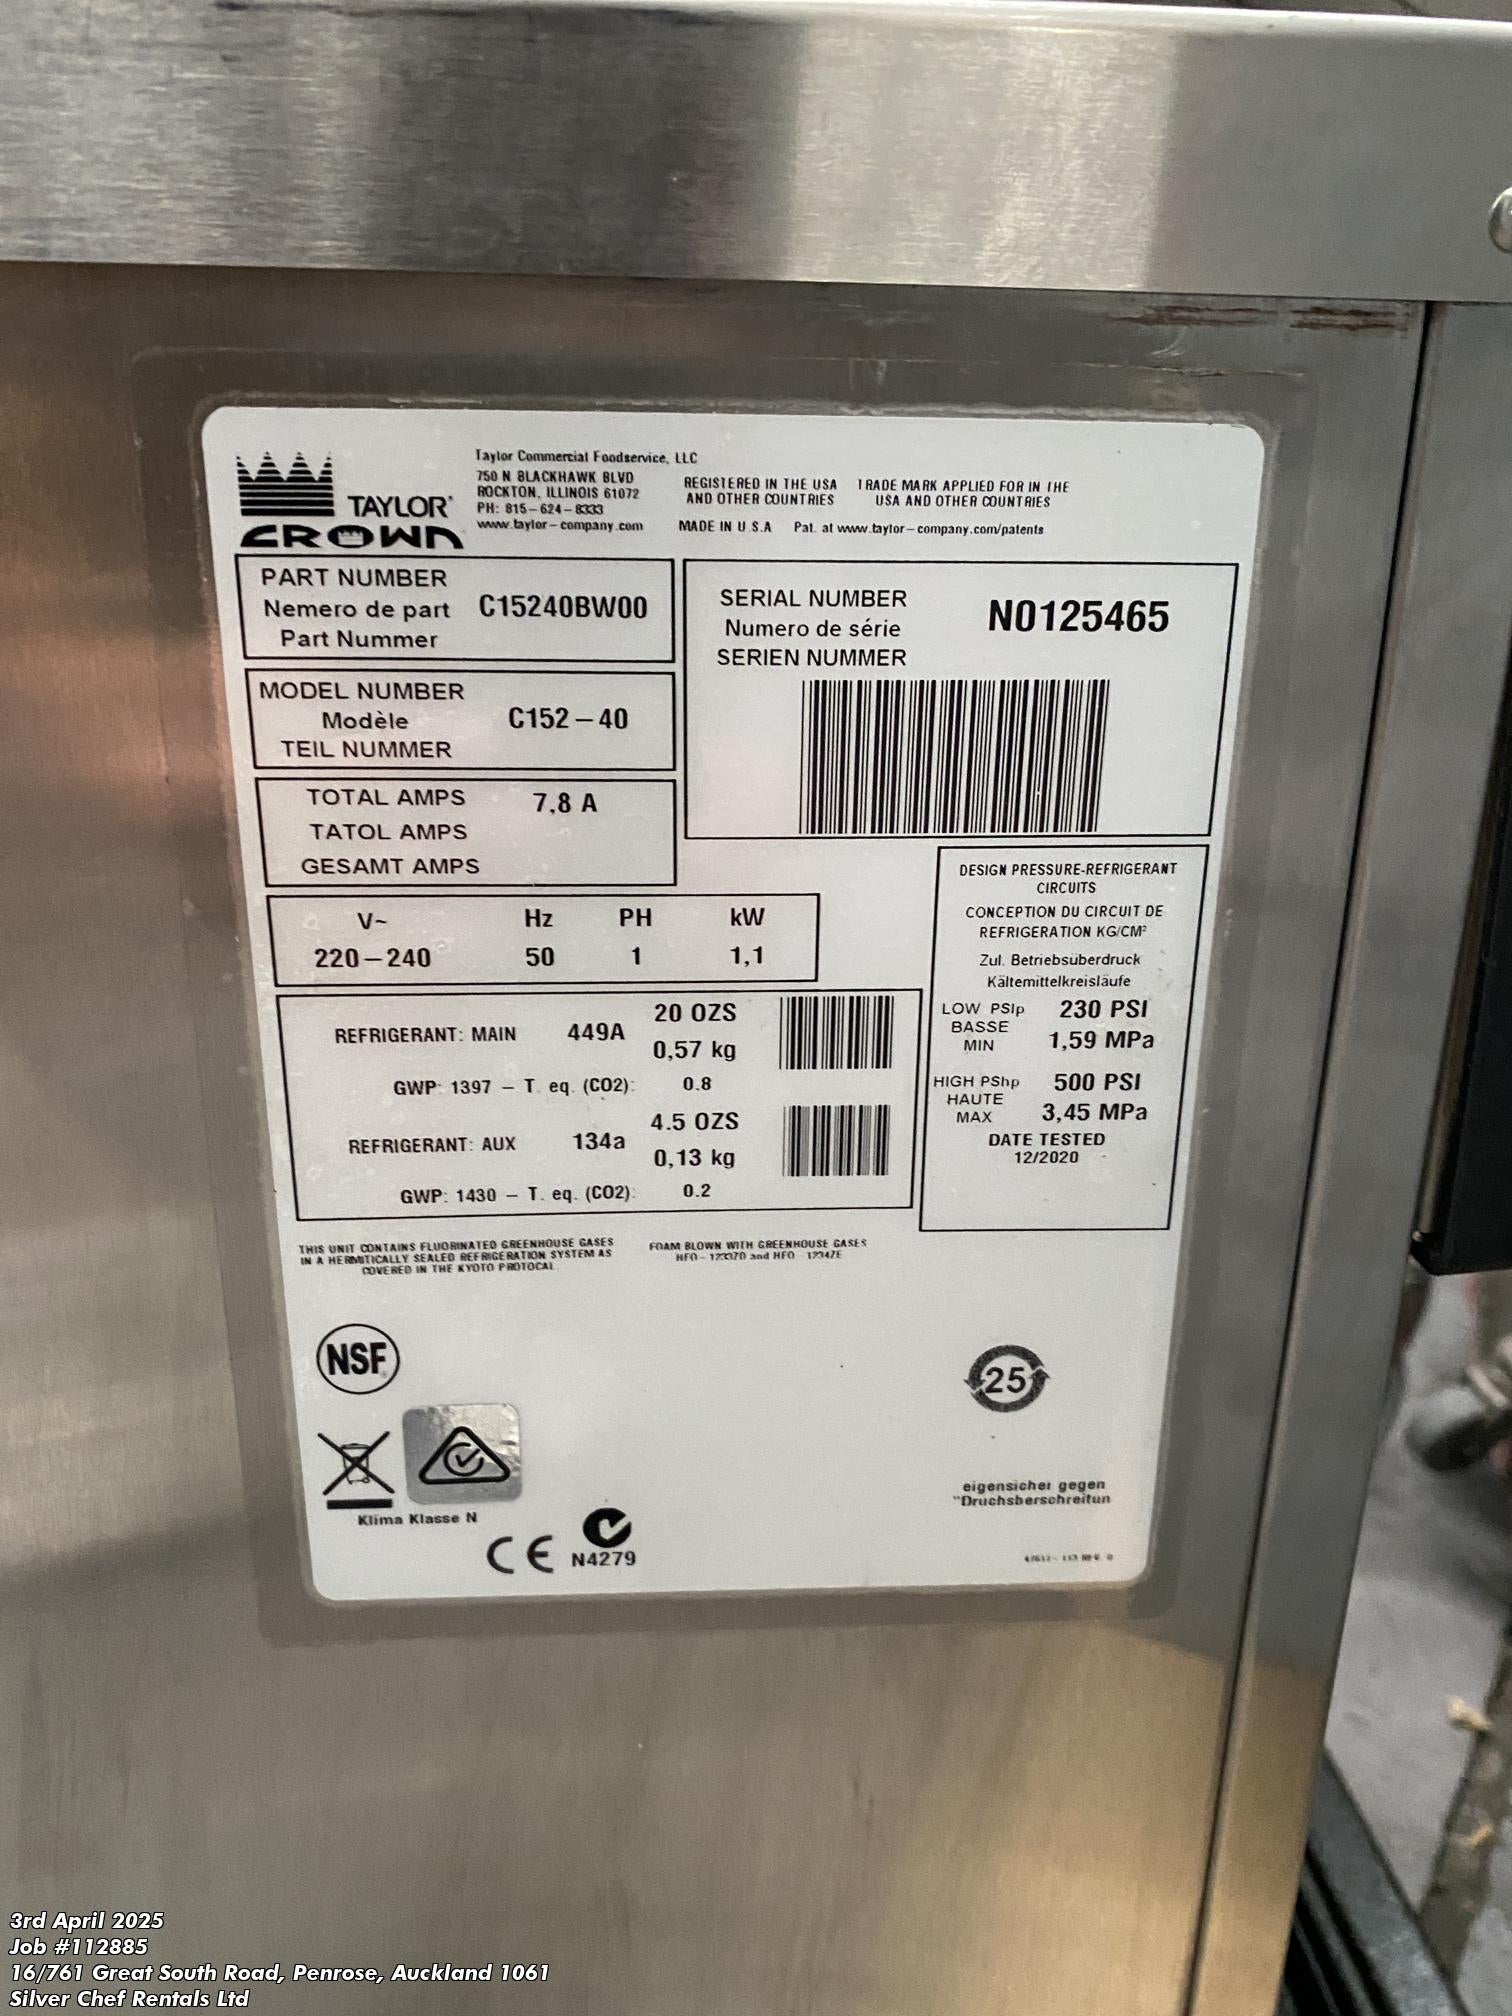 TAYLOR®
CROWN
Taylor Commercial Foodservice, LLC
750 N BLACKHAWK BLVD
ROCKTON, ILLINOIS 61072
PH: 815-624-8333
www.taylor-company.com
REGISTERED IN THE USA
AND OTHER COUNTRIES
TRADE MARK APPLIED FOR IN THE
USA AND OTHER COUNTRIES
MADE IN U.S.A Pat. at www.taylor-company.com/patents
PART NUMBER
Nemero de part C15240BW00
Part Nummer
SERIAL NUMBER
Numero de série N0125465
SERIEN NUMMER
MODEL NUMBER
Modèle C152-40
TEIL NUMMER
TOTAL AMPS 7,8 A
TATOL AMPS
GESAMT AMPS
V~ Hz PH kW
220-240 50 1 1,1
REFRIGERANT: MAIN 449A 20 OZS
0,57 kg
GWP: 1397 - T. eq. (CO2): 0.8
REFRIGERANT: AUX 134a 4.5 OZS
0,13 kg
GWP: 1430 - T. eq. (CO2): 0.2
DESIGN PRESSURE-REFRIGERANT
CIRCUITS
CONCEPTION DU CIRCUIT DE
REFRIGERATION KG/CM²
Zul. Betriebsüberdruck
Kältemittelkreisläufe
LOW PSIp 230 PSI
BASSE
MIN 1,59 MPa
HIGH PShp 500 PSI
HAUTE
MAX 3,45 MPa
DATE TESTED
12/2020
THIS UNIT CONTAINS FLUORINATED GREENHOUSE GASES
IN A HERMITICALLY SEALED REFRIGERATION SYSTEM AS
COVERED IN THE KYOTO PROTOCAL
FOAM BLOWN WITH GREENHOUSE GASES
HFO - 1233ZD and HFO - 1234ZE
NSF
25
Klima Klasse N
CE N4279
eigensicher gegen
"Druchsberschreitun
3rd April 2025
Job #112885
16/761 Great South Road, Penrose, Auckland 1061
Silver Chef Rentals Ltd